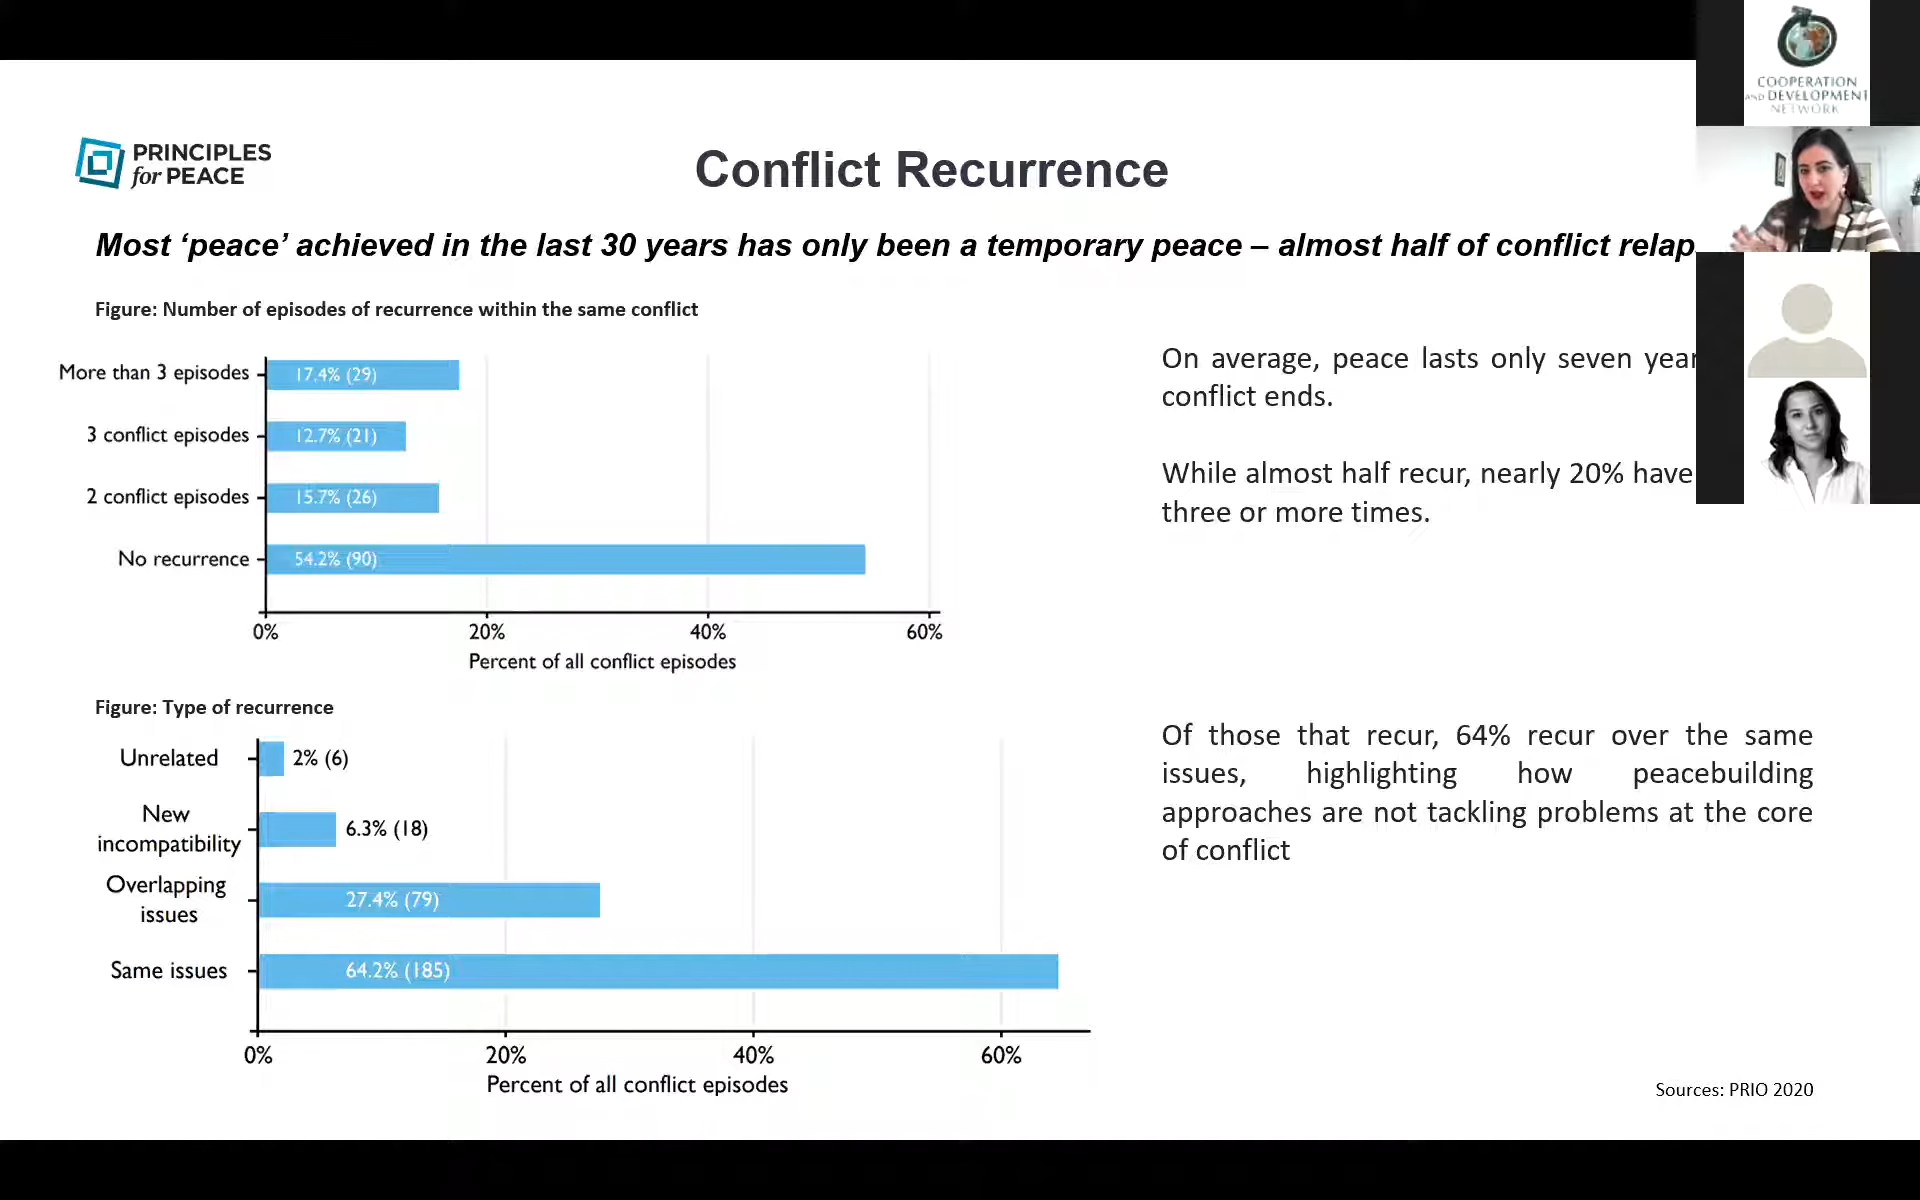 COOPERATION
AND DEVELOPMENT
NETWORK
PRINCIPLES
for PEACE
Conflict Recurrence
Most ‘peace’ achieved in the last 30 years has only been a temporary peace – almost half of conflict relap
Figure: Number of episodes of recurrence within the same conflict
More than 3 episodes 17.4% (29)
3 conflict episodes 12.7% (21)
2 conflict episodes 15.7% (26)
No recurrence 54.2% (90)
0% 20% 40% 60%
Percent of all conflict episodes
On average, peace lasts only seven year
conflict ends.
While almost half recur, nearly 20% have
three or more times.
Figure: Type of recurrence
Unrelated 2% (6)
New
incompatibility 6.3% (18)
Overlapping
issues 27.4% (79)
Same issues 64.2% (185)
0% 20% 40% 60%
Percent of all conflict episodes
Of those that recur, 64% recur over the same
issues, highlighting how peacebuilding
approaches are not tackling problems at the core
of conflict
Sources: PRIO 2020